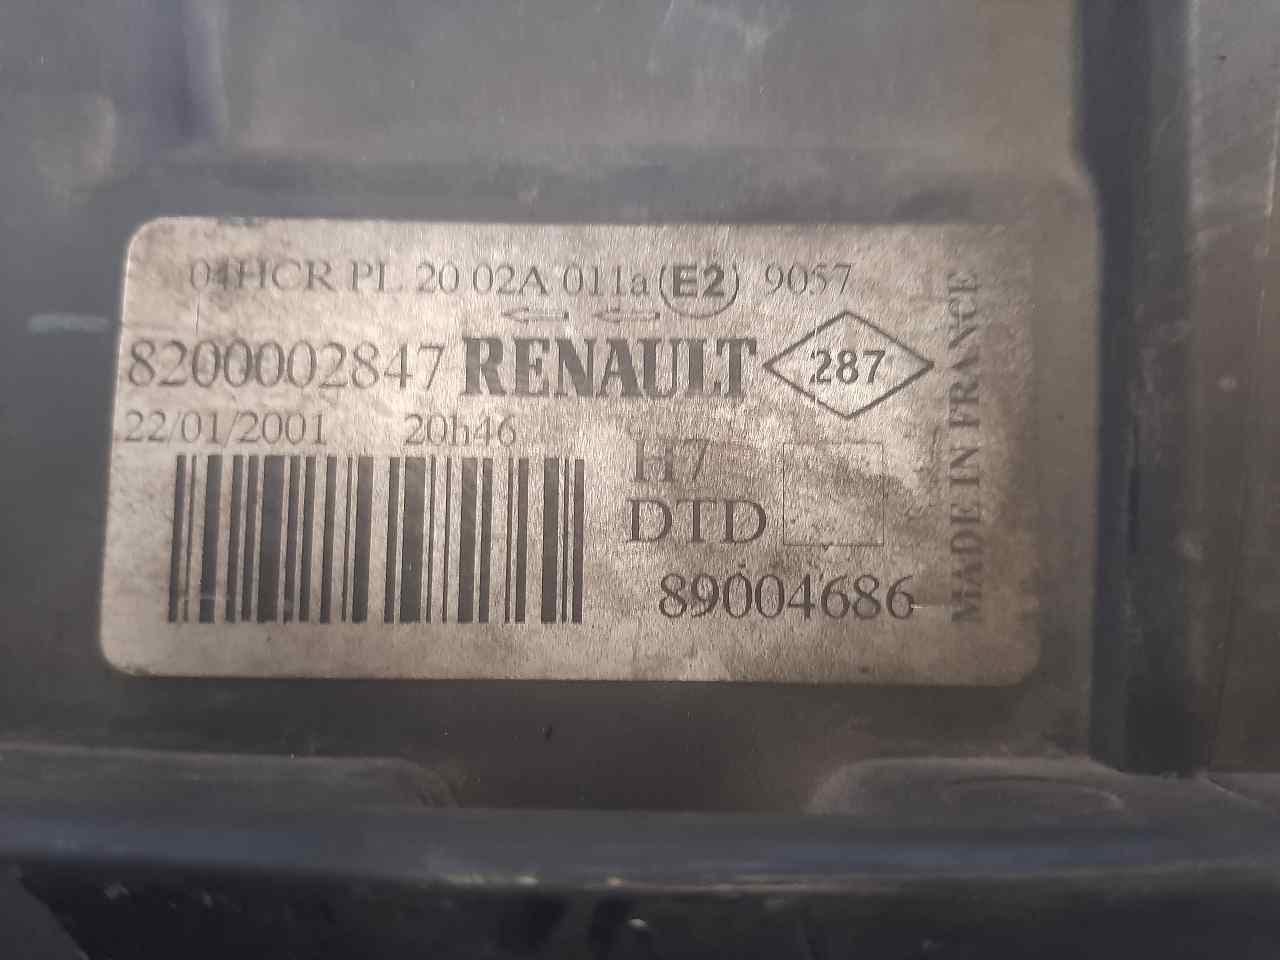 04HCR PL 20 02A 011a E2 9057
8200002847 RENAULT 287
22/01/2001 20h46
H7
DTD
89004686
MADE IN FRANCE